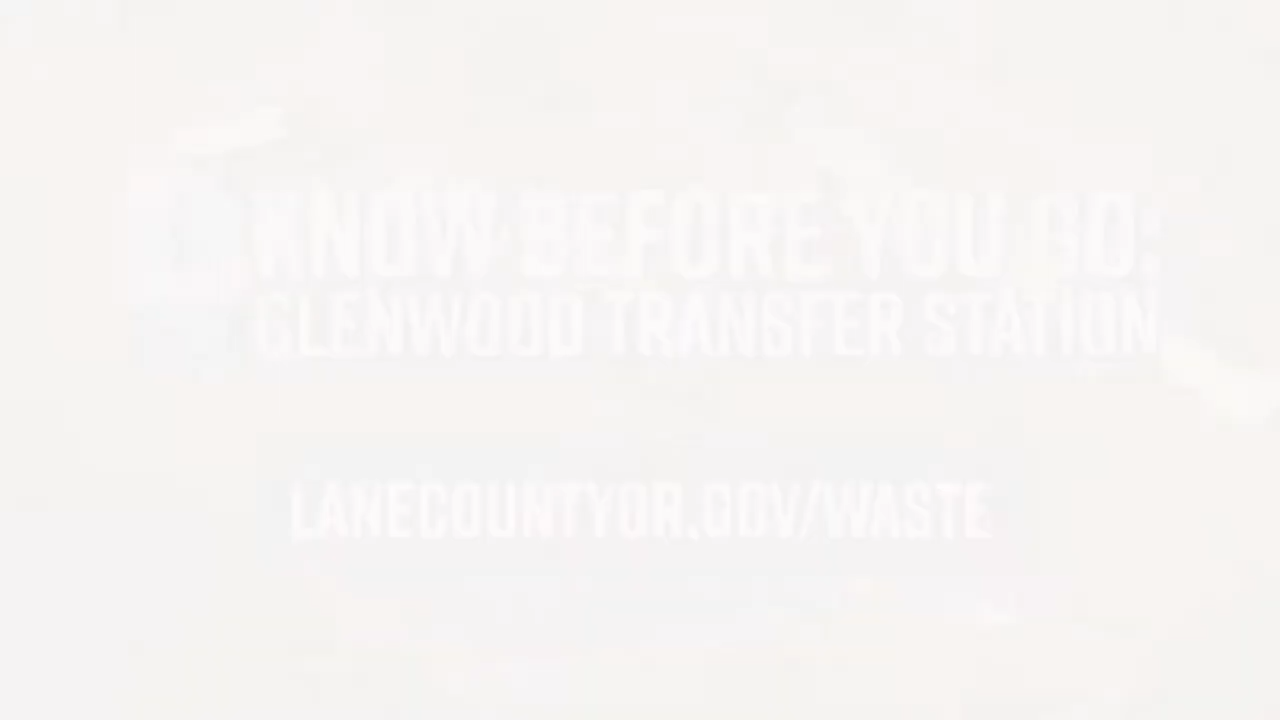 KNOW BEFORE YOU GO:
GLENWOOD TRANSFER STATION
LANECOUNTYOR.GOV/WASTE